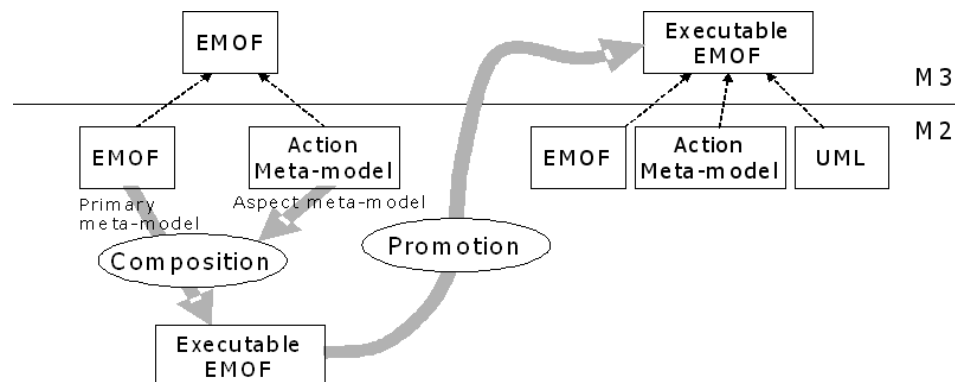 EMOF
Executable
EMOF
M3
M2
EMOF
Action
Meta-model
EMOF
Action
Meta-model
UML
Primary
meta-model
Aspect meta-model
Composition
Promotion
Executable
EMOF